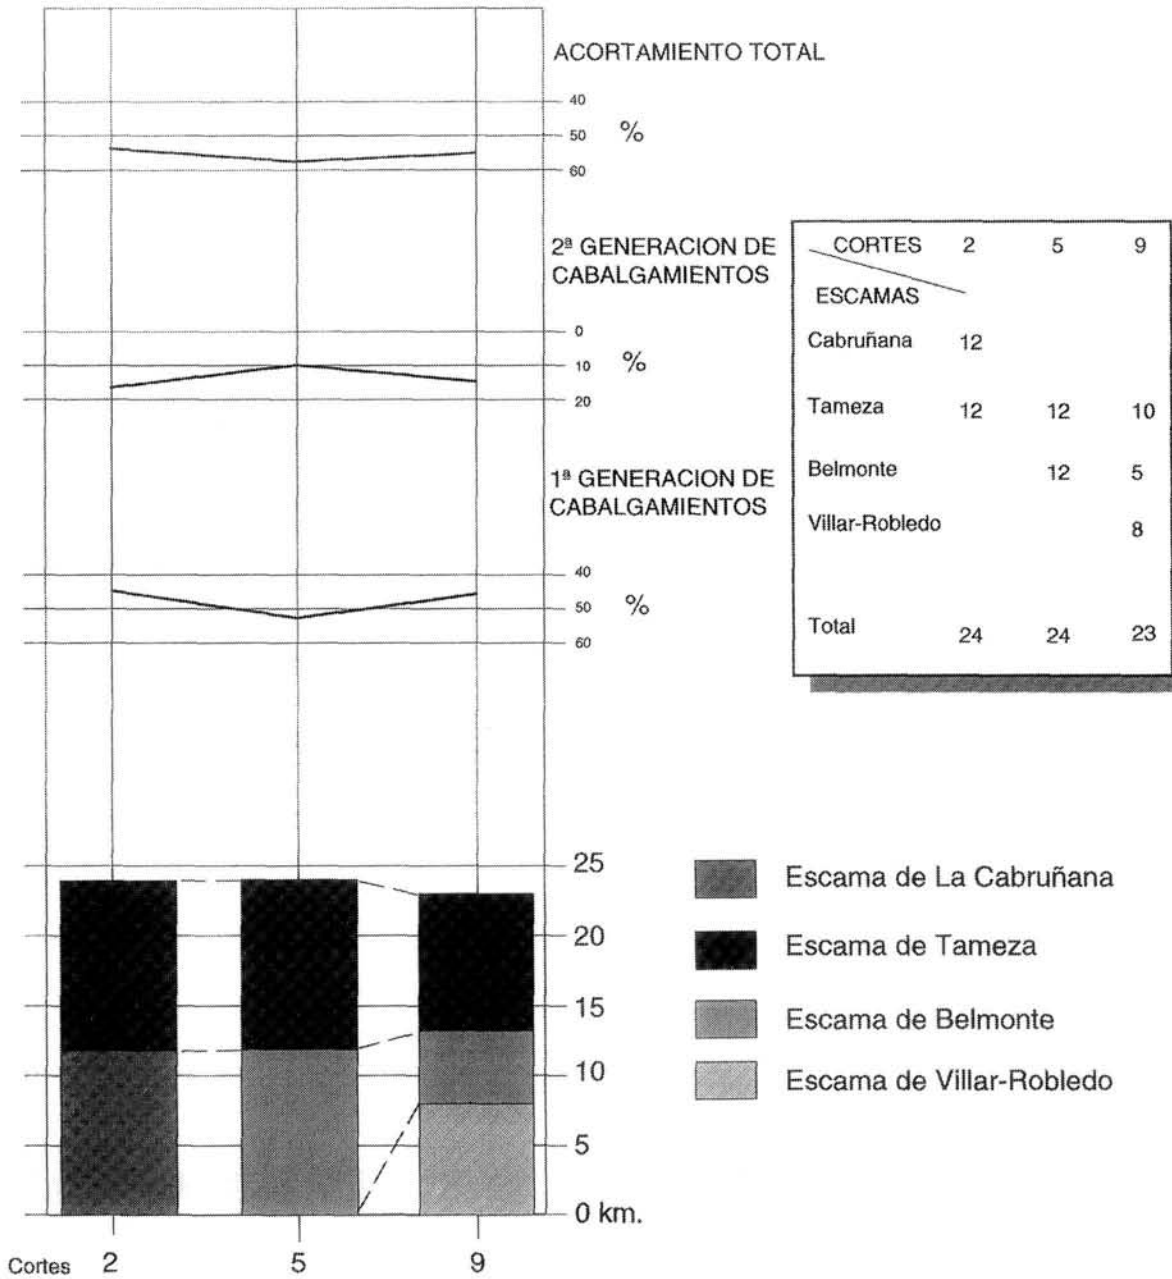 ACORTAMIENTO TOTAL
40
50 %
60
2ª GENERACION DE
CABALGAMIENTOS
0
10 %
20
1ª GENERACION DE
CABALGAMIENTOS
40
50 %
60
CORTES 2 5 9
ESCAMAS
Cabruñana 12
Tameza 12 12 10
Belmonte 12 5
Villar-Robledo 8
Total 24 24 23
25
20
15
10
5
0 km.
Cortes 2 5 9
Escama de La Cabruñana
Escama de Tameza
Escama de Belmonte
Escama de Villar-Robledo